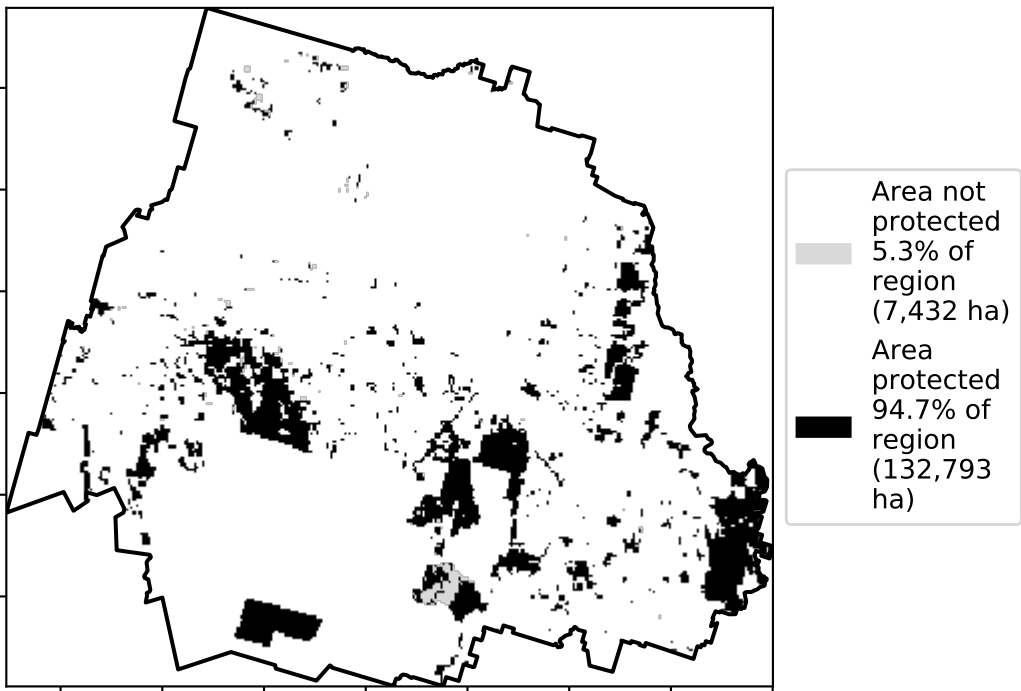 Area not
protected
5.3% of
region
(7,432 ha)
Area
protected
94.7% of
region
(132,793
ha)